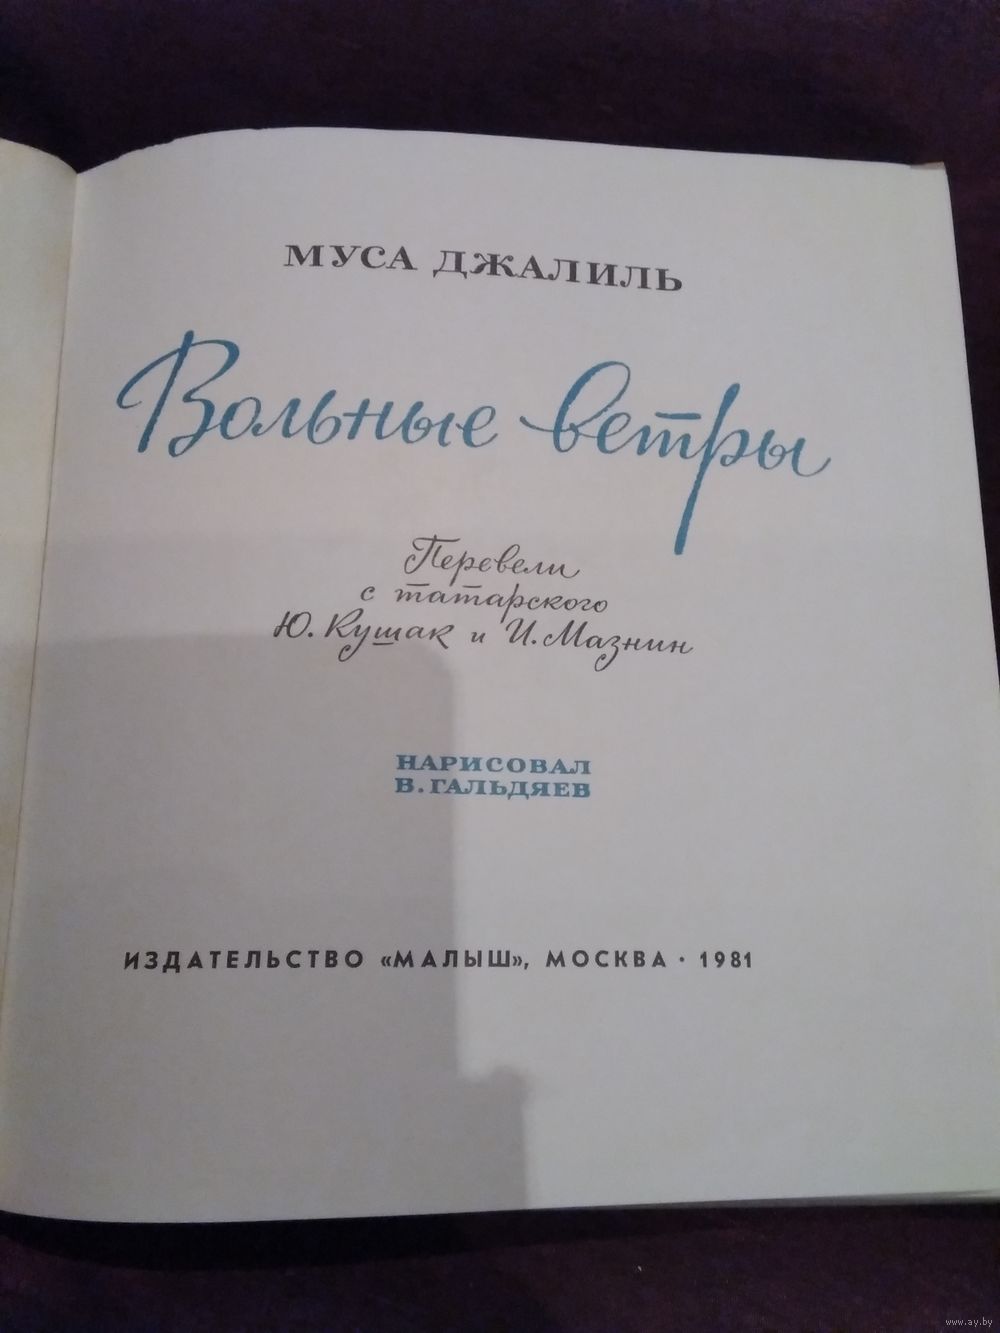 МУСА ДЖАЛИЛЬ
Вольные ветры
Перевели
с татарского
Ю. Кушак и И. Мазнин
НАРИСОВАЛ
В. ГАЛЬДЯЕВ
ИЗДАТЕЛЬСТВО «МАЛЫШ», МОСКВА · 1981
www.ay.by